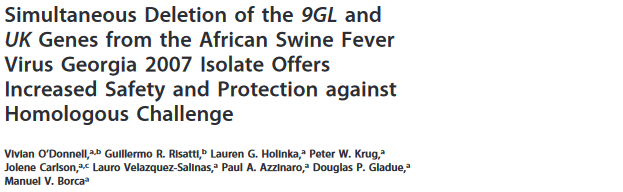 Simultaneous Deletion of the 9GL and
UK Genes from the African Swine Fever
Virus Georgia 2007 Isolate Offers
Increased Safety and Protection against
Homologous Challenge
Vivian O'Donnell,a,b Guillermo R. Risatti,b Lauren G. Holinka,a Peter W. Krug,a
Jolene Carlson,a,c Lauro Velazquez-Salinas,a Paul A. Azzinaro,a Douglas P. Gladue,a
Manuel V. Borcaa